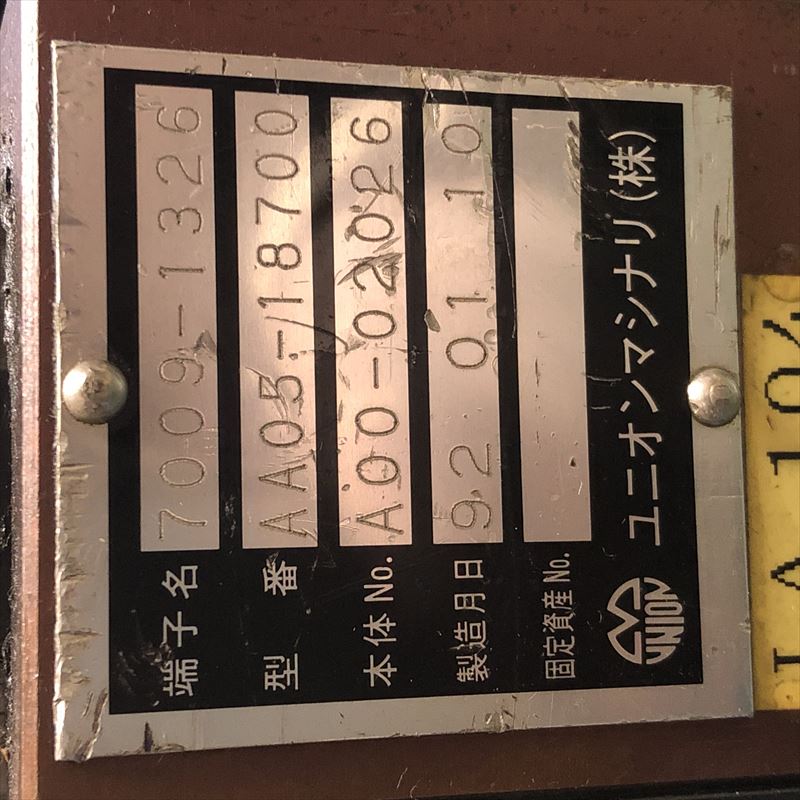 端子名 7009-1326
型番 AA05-18700
本体No. A00-02026
製造月日 92 01 10
固定資産No.
UNION ユニオンマシナリ(株)